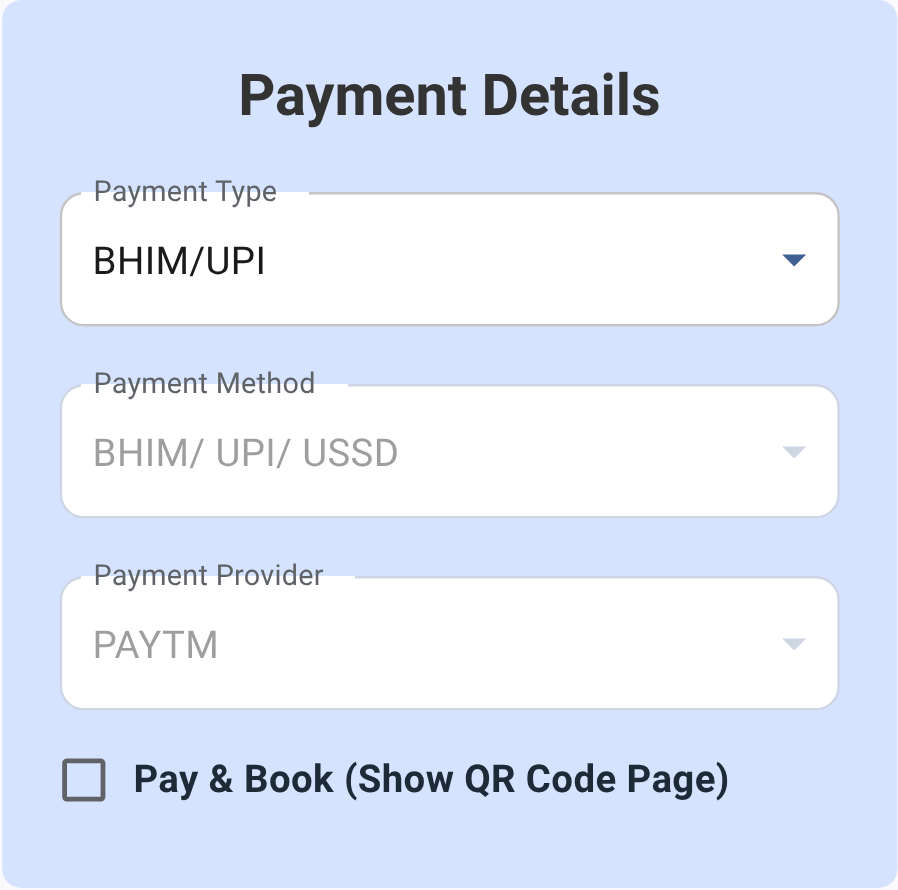 Payment Details
Payment Type
BHIM/UPI
Payment Method
BHIM/ UPI/ USSD
Payment Provider
PAYTM
Pay & Book (Show QR Code Page)